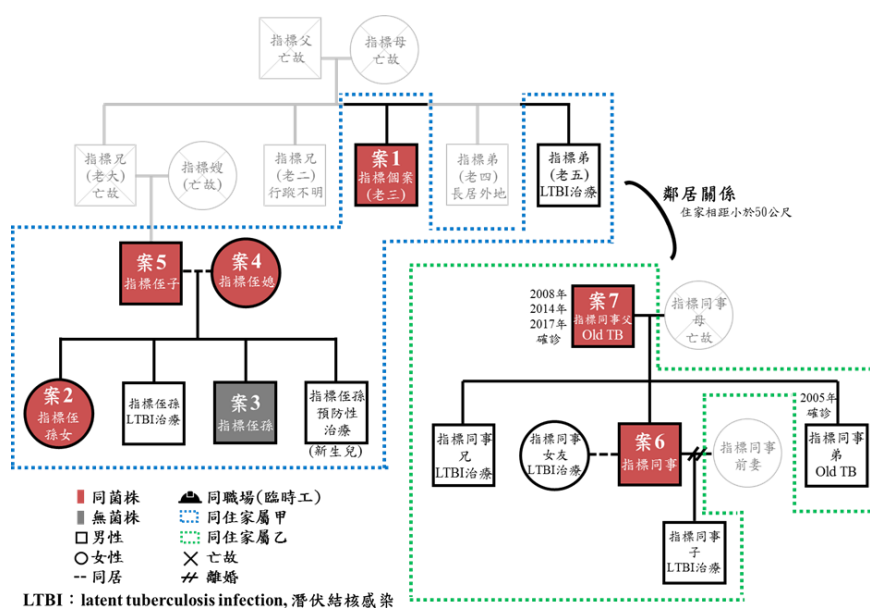 指標父
亡故
指標母
亡故
指標兄
(老大)
亡故
指標嫂
(亡故)
指標兄
(老二)
行蹤不明
案1
指標個案
(老三)
指標弟
(老四)
長居外地
指標弟
(老五)
LTBI治療
鄰居關係
住家相距小於50公尺
案5
指標侄子
案4
指標侄媳
2008年
2014年
2017年
確診
案7
指標同事父
Old TB
指標同事
母
亡故
案2
指標侄
孫女
指標侄孫
LTBI治療
案3
指標侄孫
指標侄孫
預防性
治療
(新生兒)
指標同事
兄
LTBI治療
指標同事
女友
LTBI治療
案6
指標同事
指標同事
前妻
2005年
確診
指標同事
弟
Old TB
指標同事
子
LTBI治療
同菌株
同職場(臨時工)
無菌株
同住家屬甲
男性
同住家屬乙
女性
亡故
同居
離婚
LTBI：latent tuberculosis infection, 潛伏結核感染